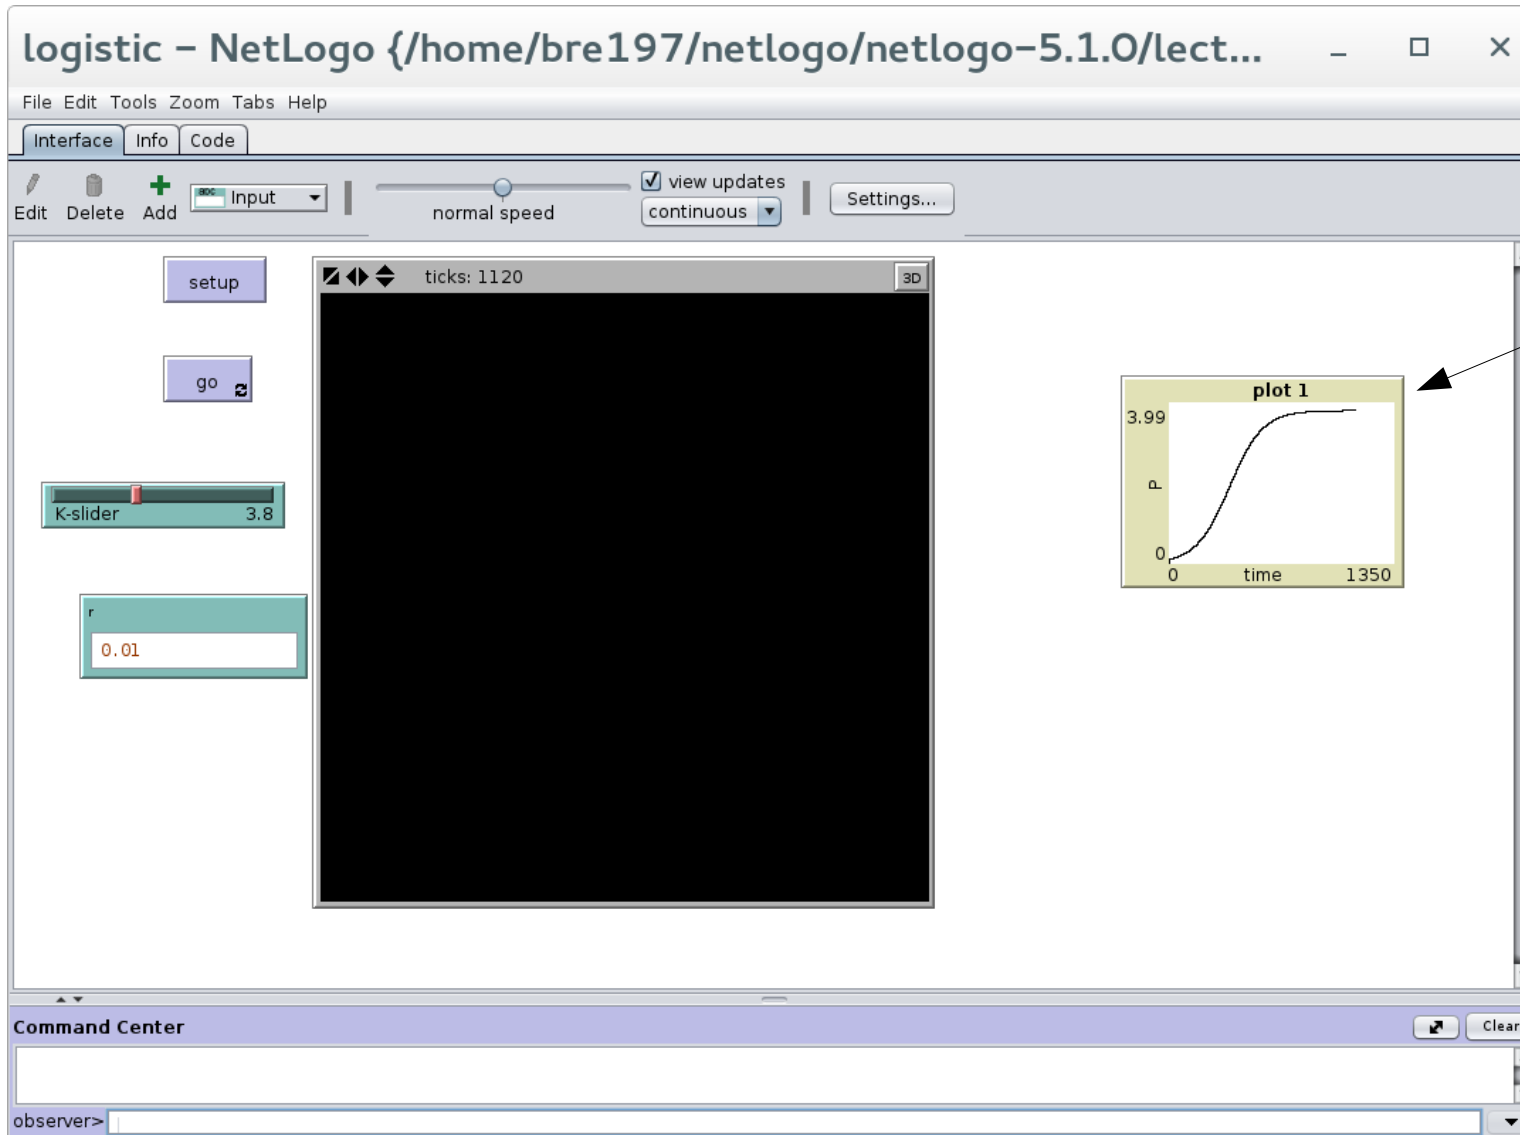 logistic – NetLogo {/home/bre197/netlogo/netlogo-5.1.0/lect...
File Edit Tools Zoom Tabs Help
Interface Info Code
Edit Delete Add abc Input normal speed view updates continuous Settings...
setup
ticks: 1120 3D
go
plot 1
3.99
P
0
0 time 1350
K-slider 3.8
r
0.01
Command Center Clear
observer>